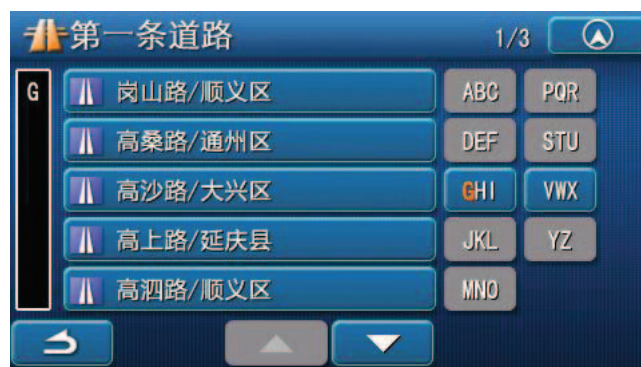 第一条道路 1/3
G
岗山路/顺义区 ABC PQR
高桑路/通州区 DEF STU
高沙路/大兴区 GHI VWX
高上路/延庆县 JKL YZ
高泗路/顺义区 MNO